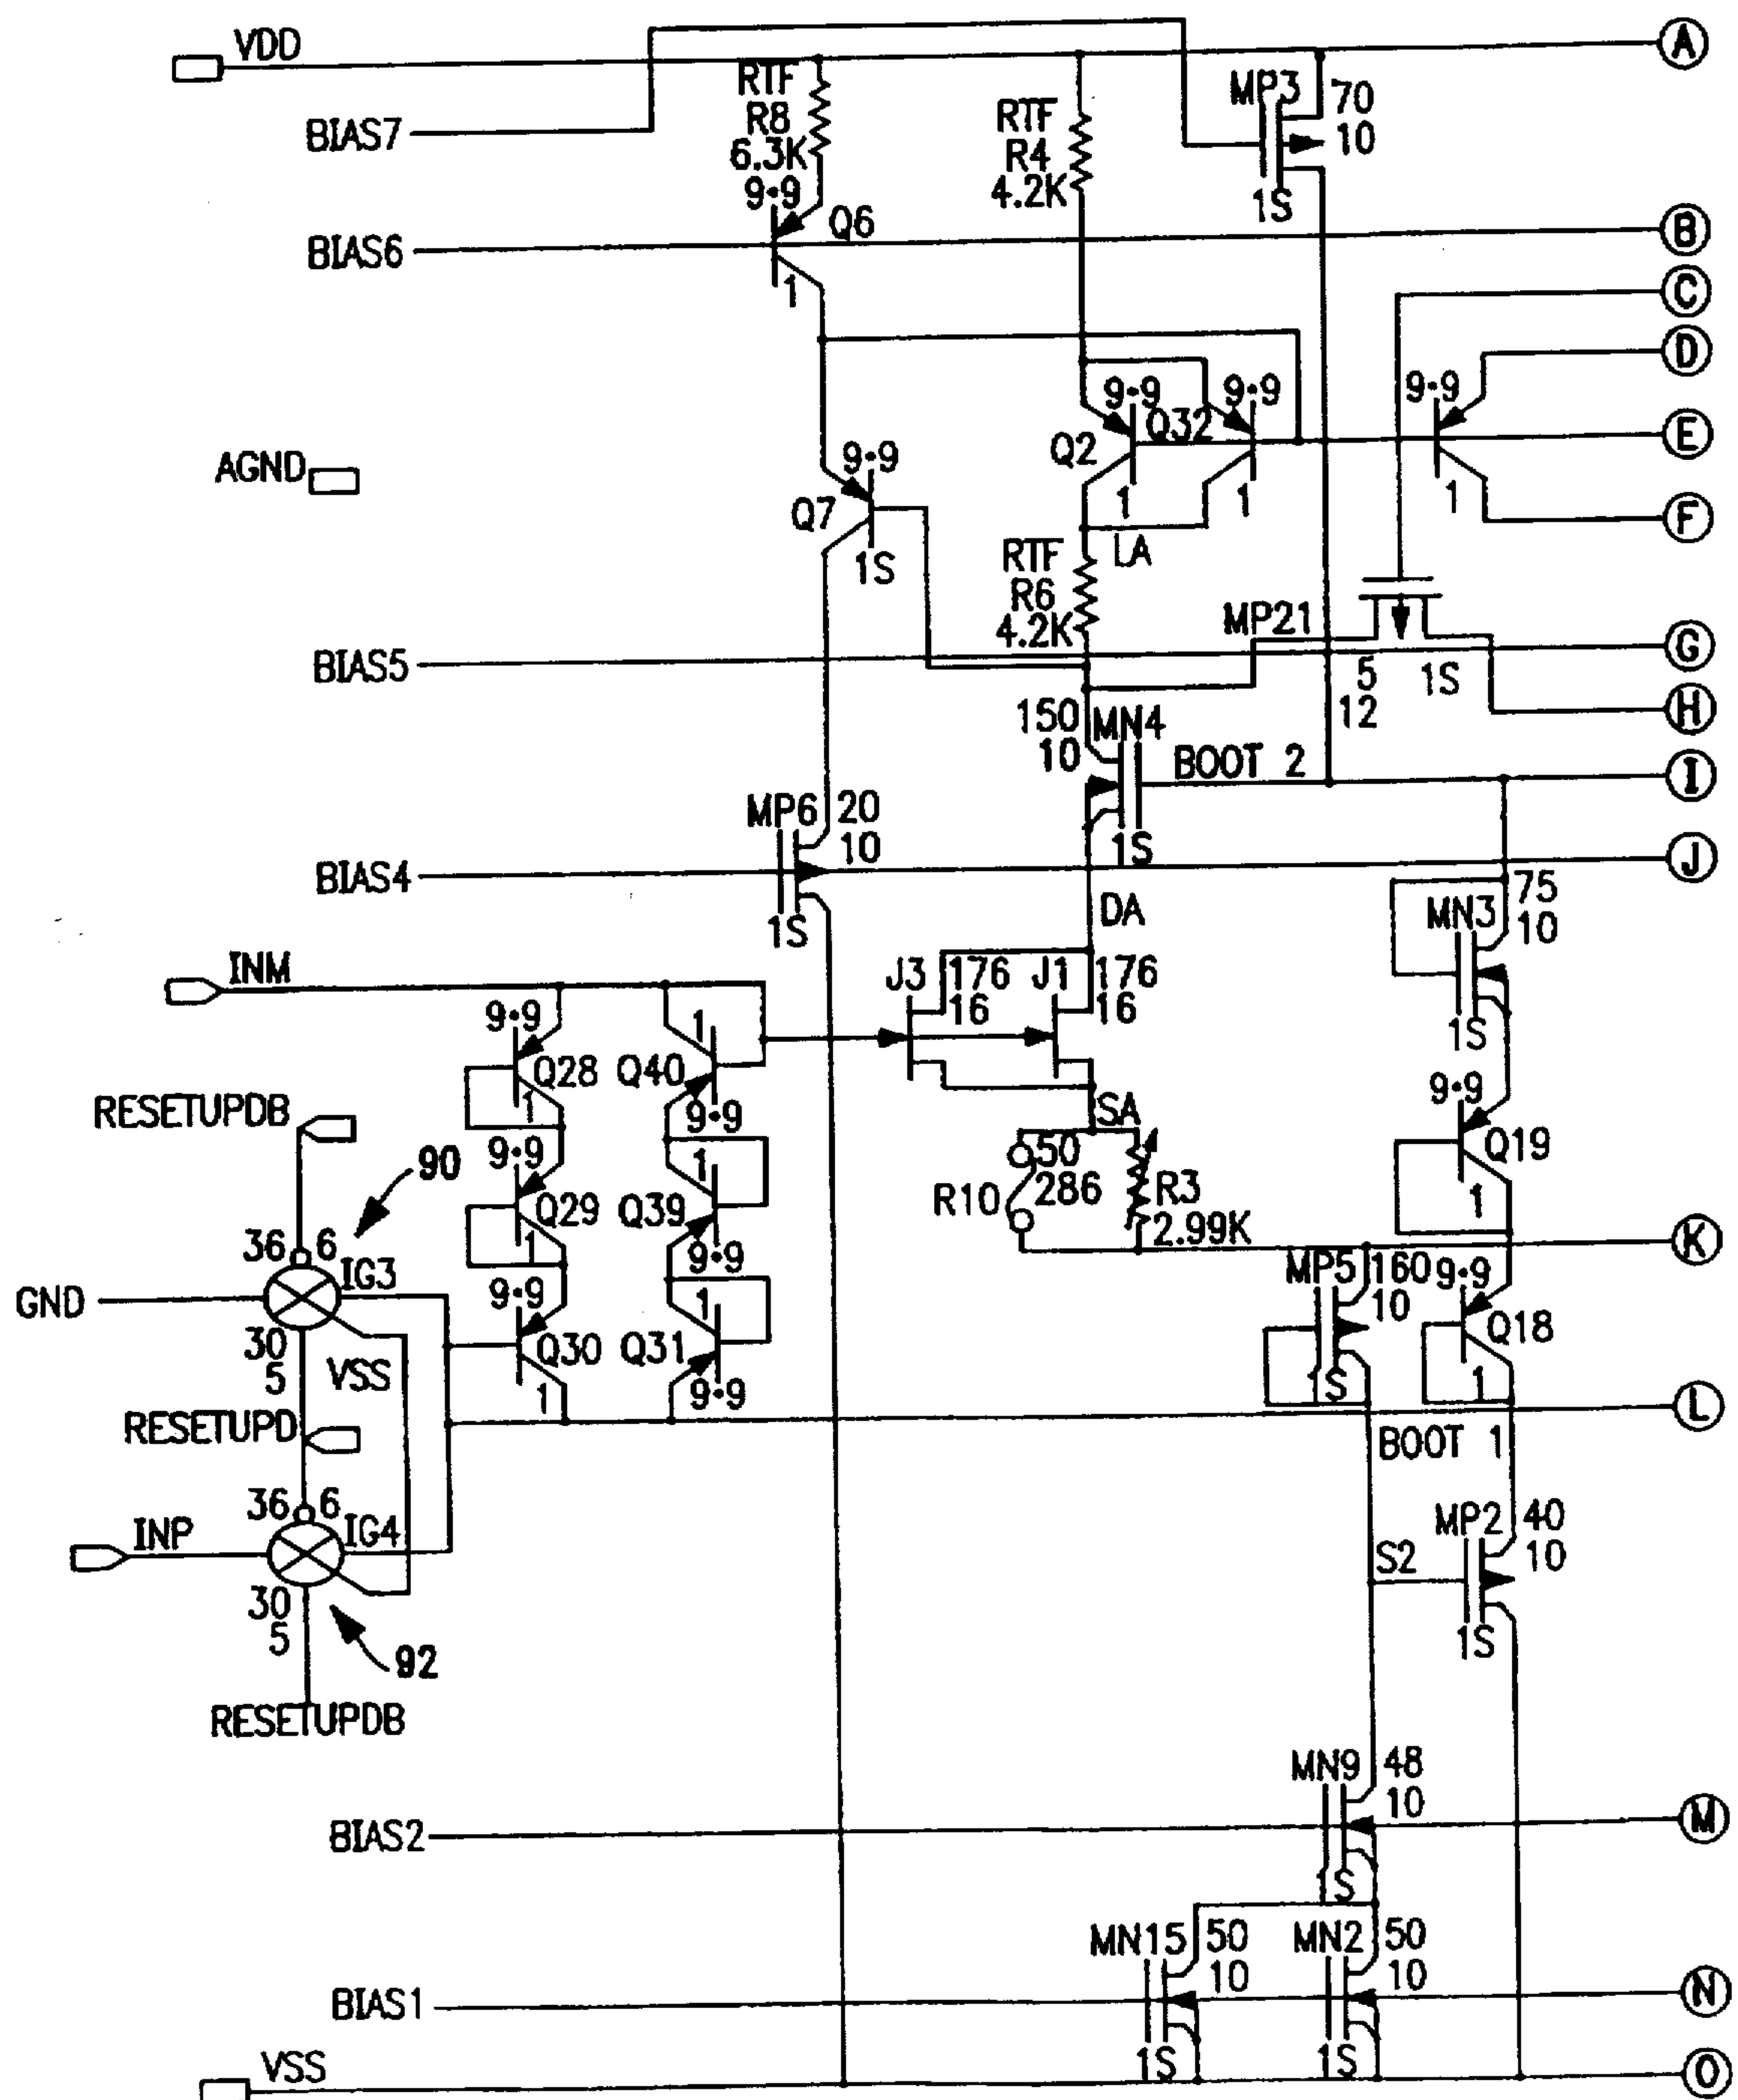 VDD
A
BIAS7
RTF
R8
6.3K
9·9
RTF
R4
4.2K
MP3
70
10
1S
Q6
1
BIAS6
B
C
D
9·9
Q2
1
Q32
9·9
1
9·9
1
E
AGND
9·9
Q7
1S
F
LA
RTF
R6
4.2K
MP21
5
12
1S
BIAS5
G
H
150
10
MN4
1S
BOOT 2
I
MP6
20
10
1S
BIAS4
J
DA
75
10
MN3
1S
INM
J3
176
16
J1
176
16
9·9
Q28
1
1
Q40
9·9
SA
RESETUPDB
90
9·9
Q29
1
1
Q39
9·9
50
286
R10
R3
2.99K
9·9
Q19
1
K
36
6
IG3
GND
30
5
VSS
9·9
Q30
1
1
Q31
9·9
MP5
160
10
1S
9·9
Q18
1
L
RESETUPD
BOOT 1
36
6
INP
IG4
30
5
92
RESETUPDB
S2
MP2
40
10
1S
MN9
48
10
1S
BIAS2
M
MN15
50
10
1S
MN2
50
10
1S
BIAS1
N
VSS
O